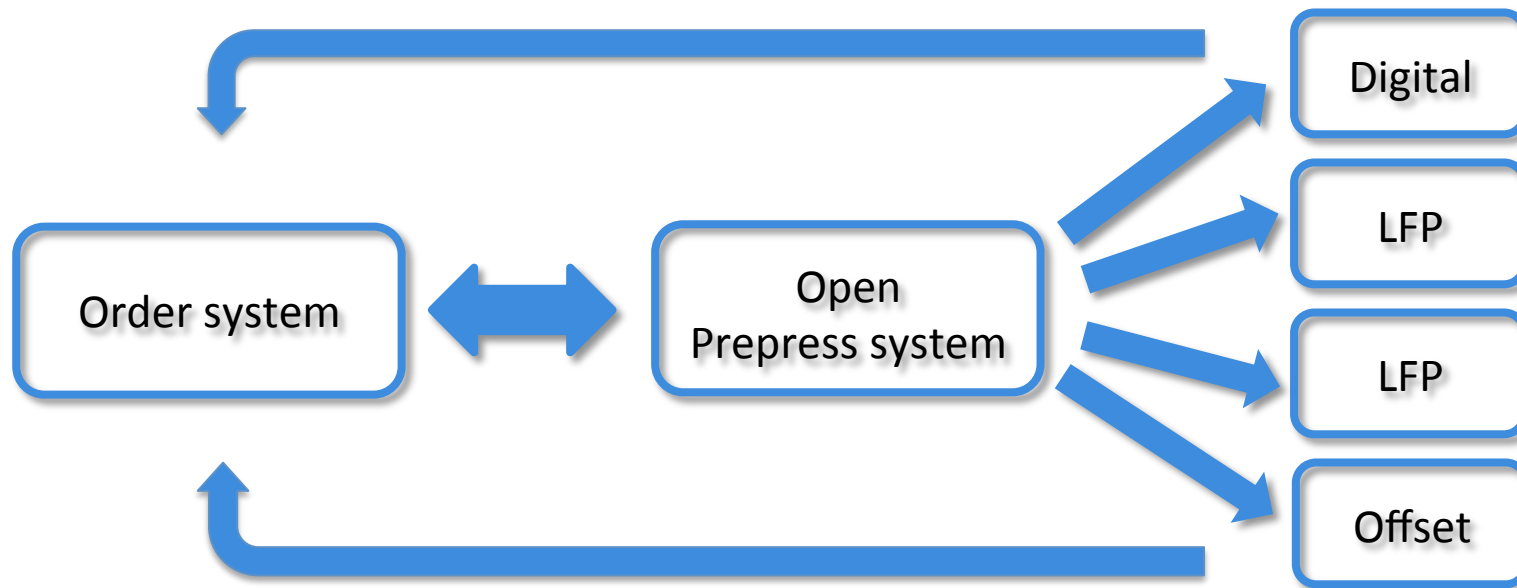 Digital
LFP
Order system
Open
Prepress system
LFP
Offset